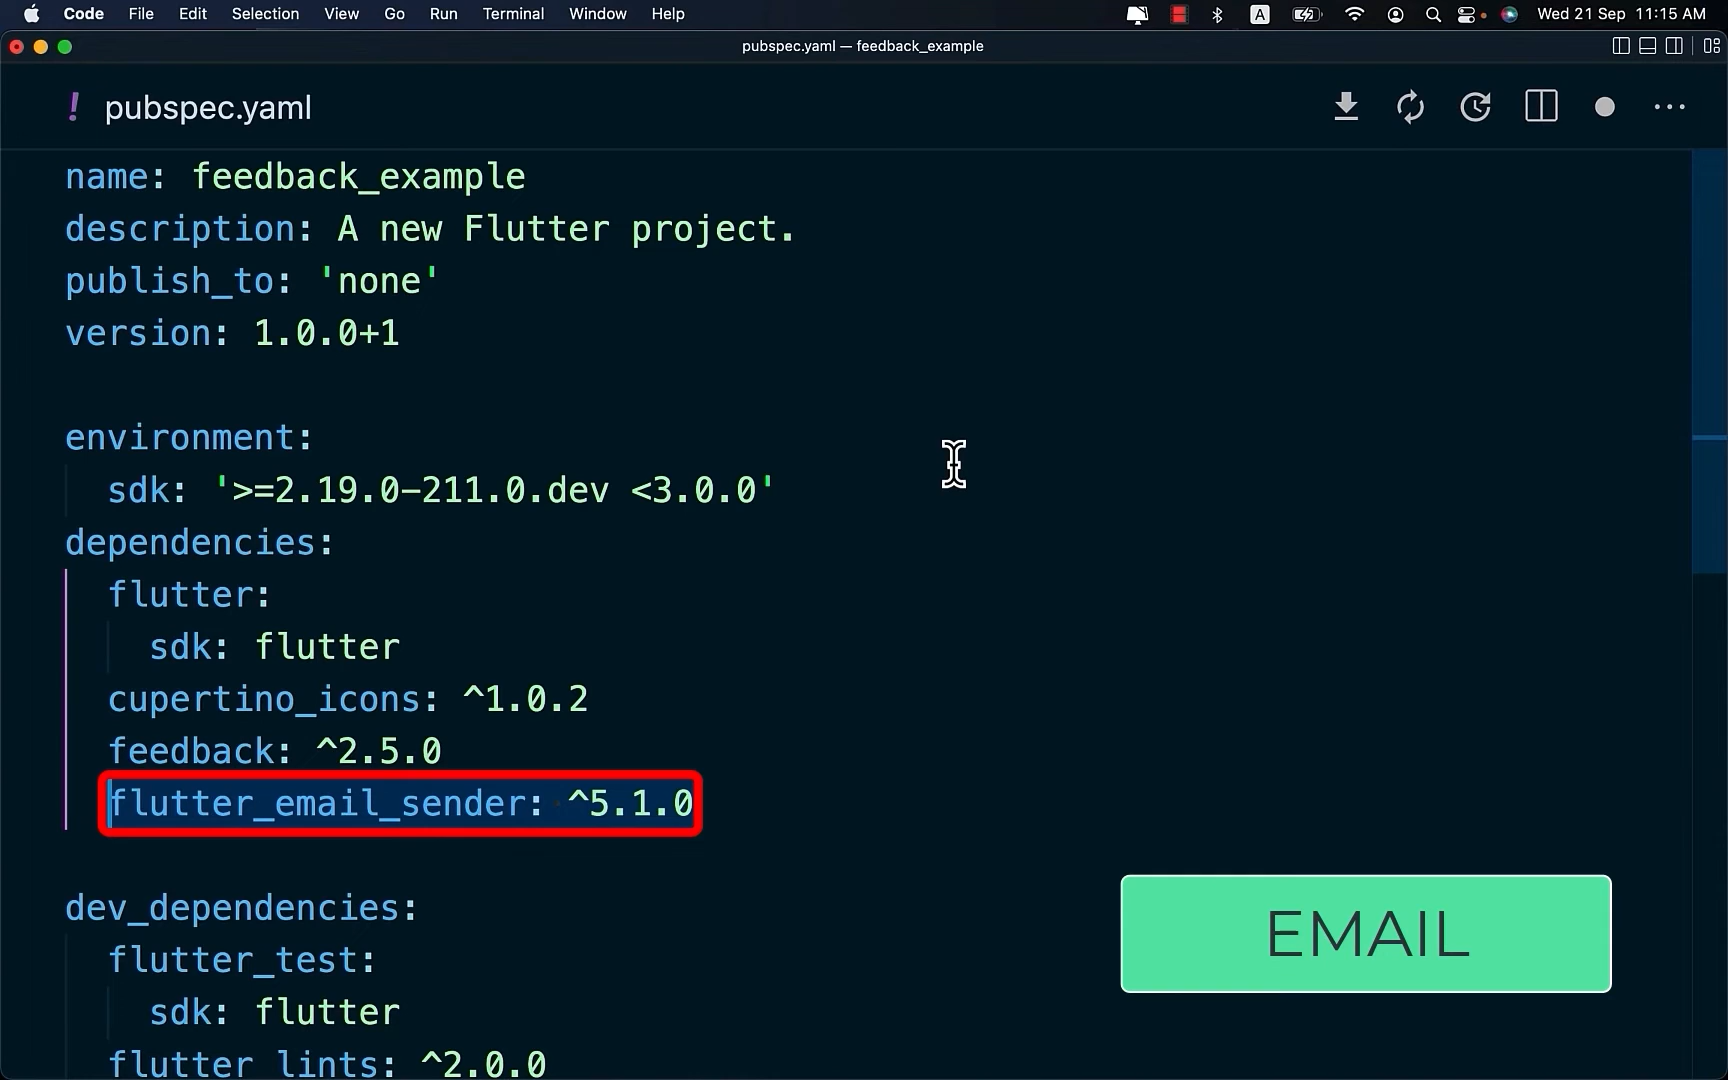 Code File Edit Selection View Go Run Terminal Window Help A Wed 21 Sep 11:15 AM
pubspec.yaml — feedback_example
! pubspec.yaml
name: feedback_example
description: A new Flutter project.
publish_to: 'none'
version: 1.0.0+1
environment:
sdk: '>=2.19.0-211.0.dev <3.0.0'
dependencies:
flutter:
sdk: flutter
cupertino_icons: ^1.0.2
feedback: ^2.5.0
flutter_email_sender: ^5.1.0
dev_dependencies:
EMAIL
flutter_test:
sdk: flutter
flutter_lints: ^2.0.0